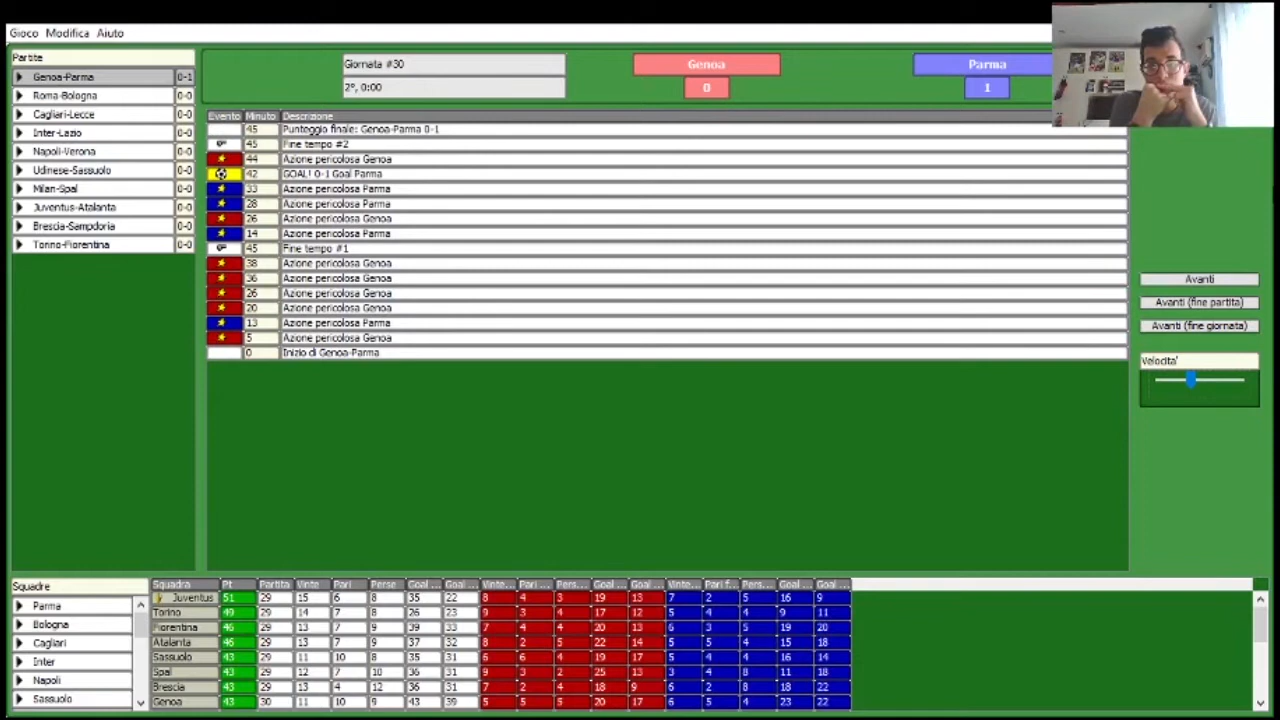 Gioco Modifica Aiuto
Partite
Genoa-Parma 0-1
Roma-Bologna 0-0
Cagliari-Lecce 0-0
Inter-Lazio 0-0
Napoli-Verona 0-0
Udinese-Sassuolo 0-0
Milan-Spal 0-0
Juventus-Atalanta 0-0
Brescia-Sampdoria 0-0
Torino-Fiorentina 0-0
Giornata #30
2°, 0:00
Genoa
0
Parma
1
Evento Minuto Descrizione
45 Punteggio finale: Genoa-Parma 0-1
45 Fine tempo #2
44 Azione pericolosa Genoa
42 GOAL! 0-1 Goal Parma
33 Azione pericolosa Parma
28 Azione pericolosa Parma
26 Azione pericolosa Genoa
14 Azione pericolosa Parma
45 Fine tempo #1
38 Azione pericolosa Genoa
36 Azione pericolosa Genoa
26 Azione pericolosa Genoa
20 Azione pericolosa Genoa
13 Azione pericolosa Parma
5 Azione pericolosa Genoa
0 Inizio di Genoa-Parma
Avanti
Avanti (fine partita)
Avanti (fine giornata)
Velocita'
Squadre
Parma
Bologna
Cagliari
Inter
Napoli
Sassuolo
Squadra Pt Partita Vinte Pari Perse Goal ... Goal ... Vinte... Pari ... Pers... Goal ... Goal ... Vinte... Pari f... Pers... Goal ... Goal ...
Juventus 51 29 15 6 8 35 22 8 4 3 19 13 7 2 5 16 9
Torino 49 29 14 7 8 26 23 9 3 4 17 12 5 4 4 9 11
Fiorentina 46 29 13 7 9 39 33 7 4 4 20 13 6 3 5 19 20
Atalanta 46 29 13 7 9 37 32 8 2 5 22 14 5 5 4 15 18
Sassuolo 43 29 11 10 8 35 31 6 6 4 19 17 5 4 4 16 14
Spal 43 29 12 7 10 36 31 9 3 2 25 13 3 4 8 11 18
Brescia 43 29 13 4 12 36 31 7 2 4 18 9 6 2 8 18 22
Genoa 43 30 11 10 9 43 39 5 5 5 20 17 6 5 4 23 22